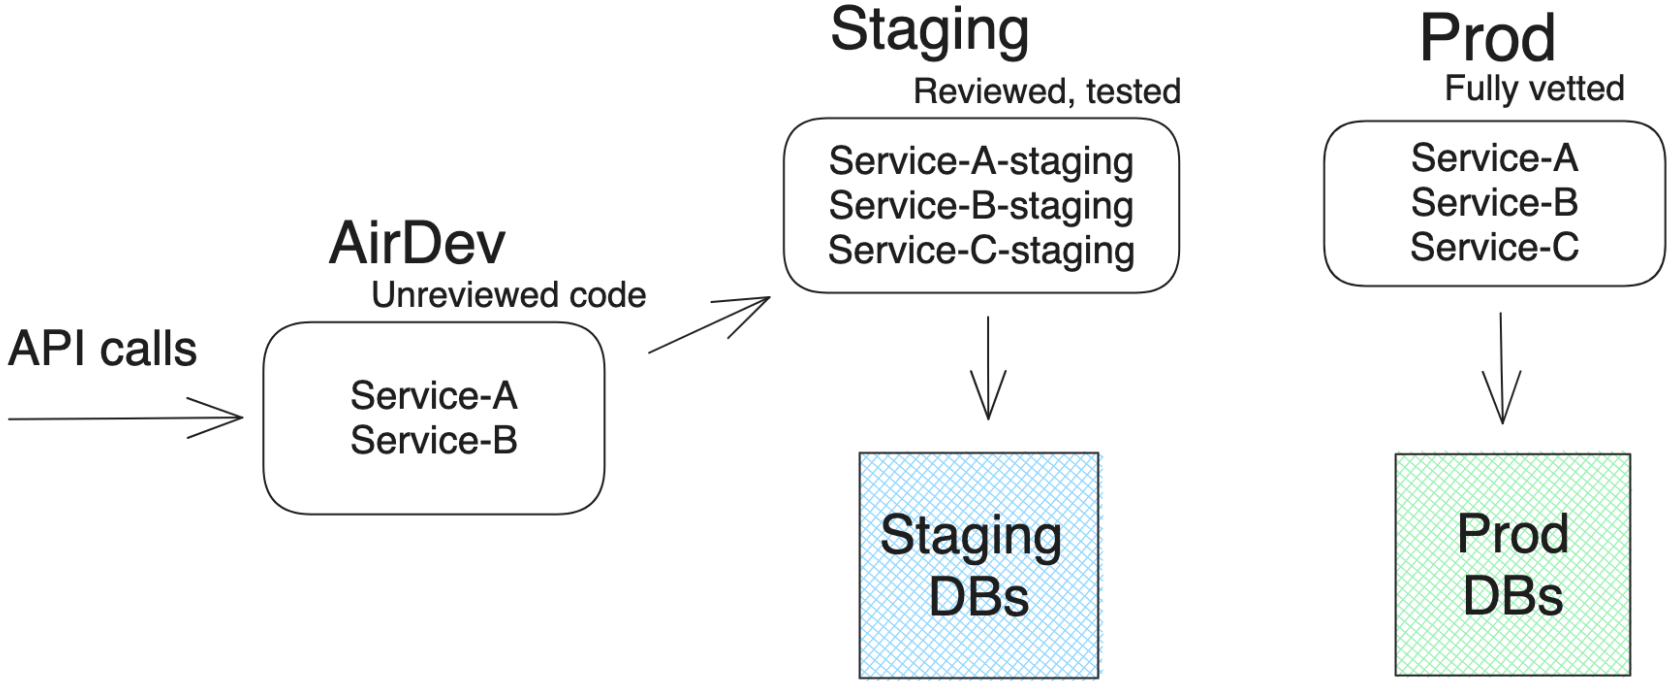 Staging
Reviewed, tested
Service-A-staging
Service-B-staging
Service-C-staging
Prod
Fully vetted
Service-A
Service-B
Service-C
AirDev
Unreviewed code
API calls
Service-A
Service-B
Staging
DBs
Prod
DBs